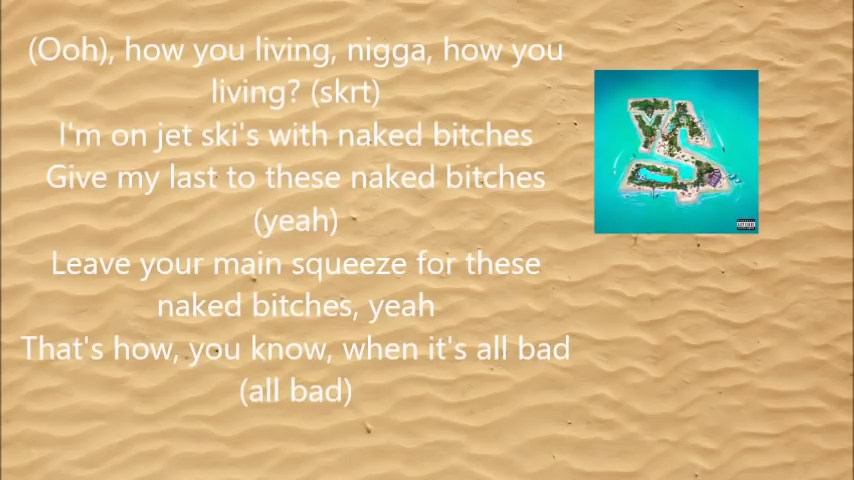 (Ooh), how you living, nigga, how you
living? (skrt)
I'm on jet ski's with naked bitches
Give my last to these naked bitches
(yeah)
Leave your main squeeze for these
naked bitches, yeah
That's how, you know, when it's all bad
(all bad)